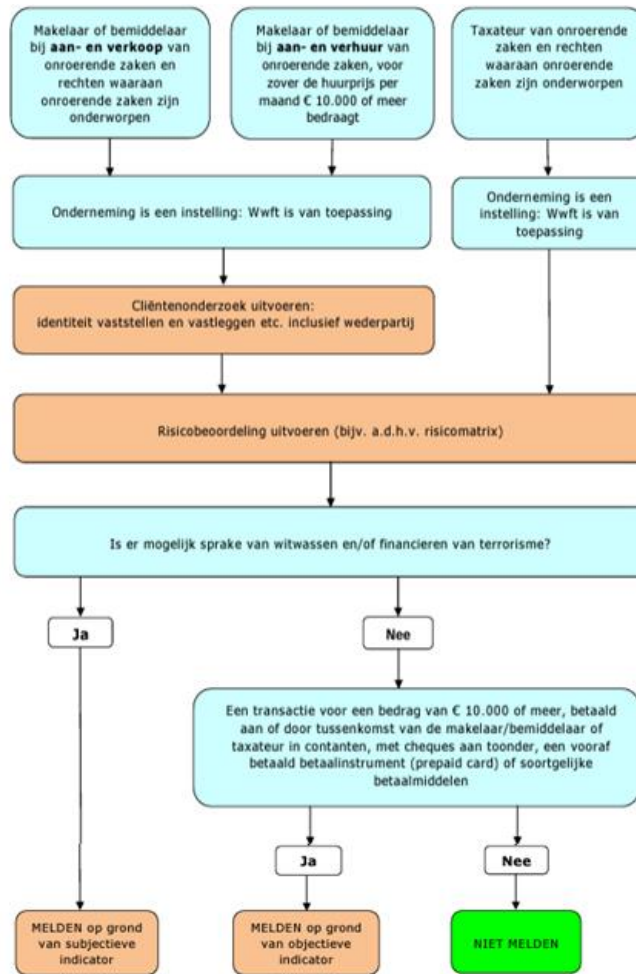 Makelaar of bemiddelaar
bij aan- en verkoop van
onroerende zaken en
rechten waaraan
onroerende zaken zijn
onderworpen
Makelaar of bemiddelaar
bij aan- en verhuur van
onroerende zaken, voor
zover de huurprijs per
maand € 10.000 of meer
bedraagt
Taxateur van onroerende
zaken en rechten
waaraan onroerende
zaken zijn onderworpen
Onderneming is een instelling: Wwft is van toepassing
Onderneming is een
instelling: Wwft is van
toepassing
Cliëntenonderzoek uitvoeren:
identiteit vaststellen en vastleggen etc. inclusief wederpartij
Risicobeoordeling uitvoeren (bijv. a.d.h.v. risicomatrix)
Is er mogelijk sprake van witwassen en/of financieren van terrorisme?
Ja
Nee
Een transactie voor een bedrag van € 10.000 of meer, betaald
aan of door tussenkomst van de makelaar/bemiddelaar of
taxateur in contanten, met cheques aan toonder, een vooraf
betaald betaalinstrument (prepaid card) of soortgelijke
betaalmiddelen
Ja
Nee
MELDEN op grond
van subjectieve
indicator
MELDEN op grond
van objectieve
indicator
NIET MELDEN